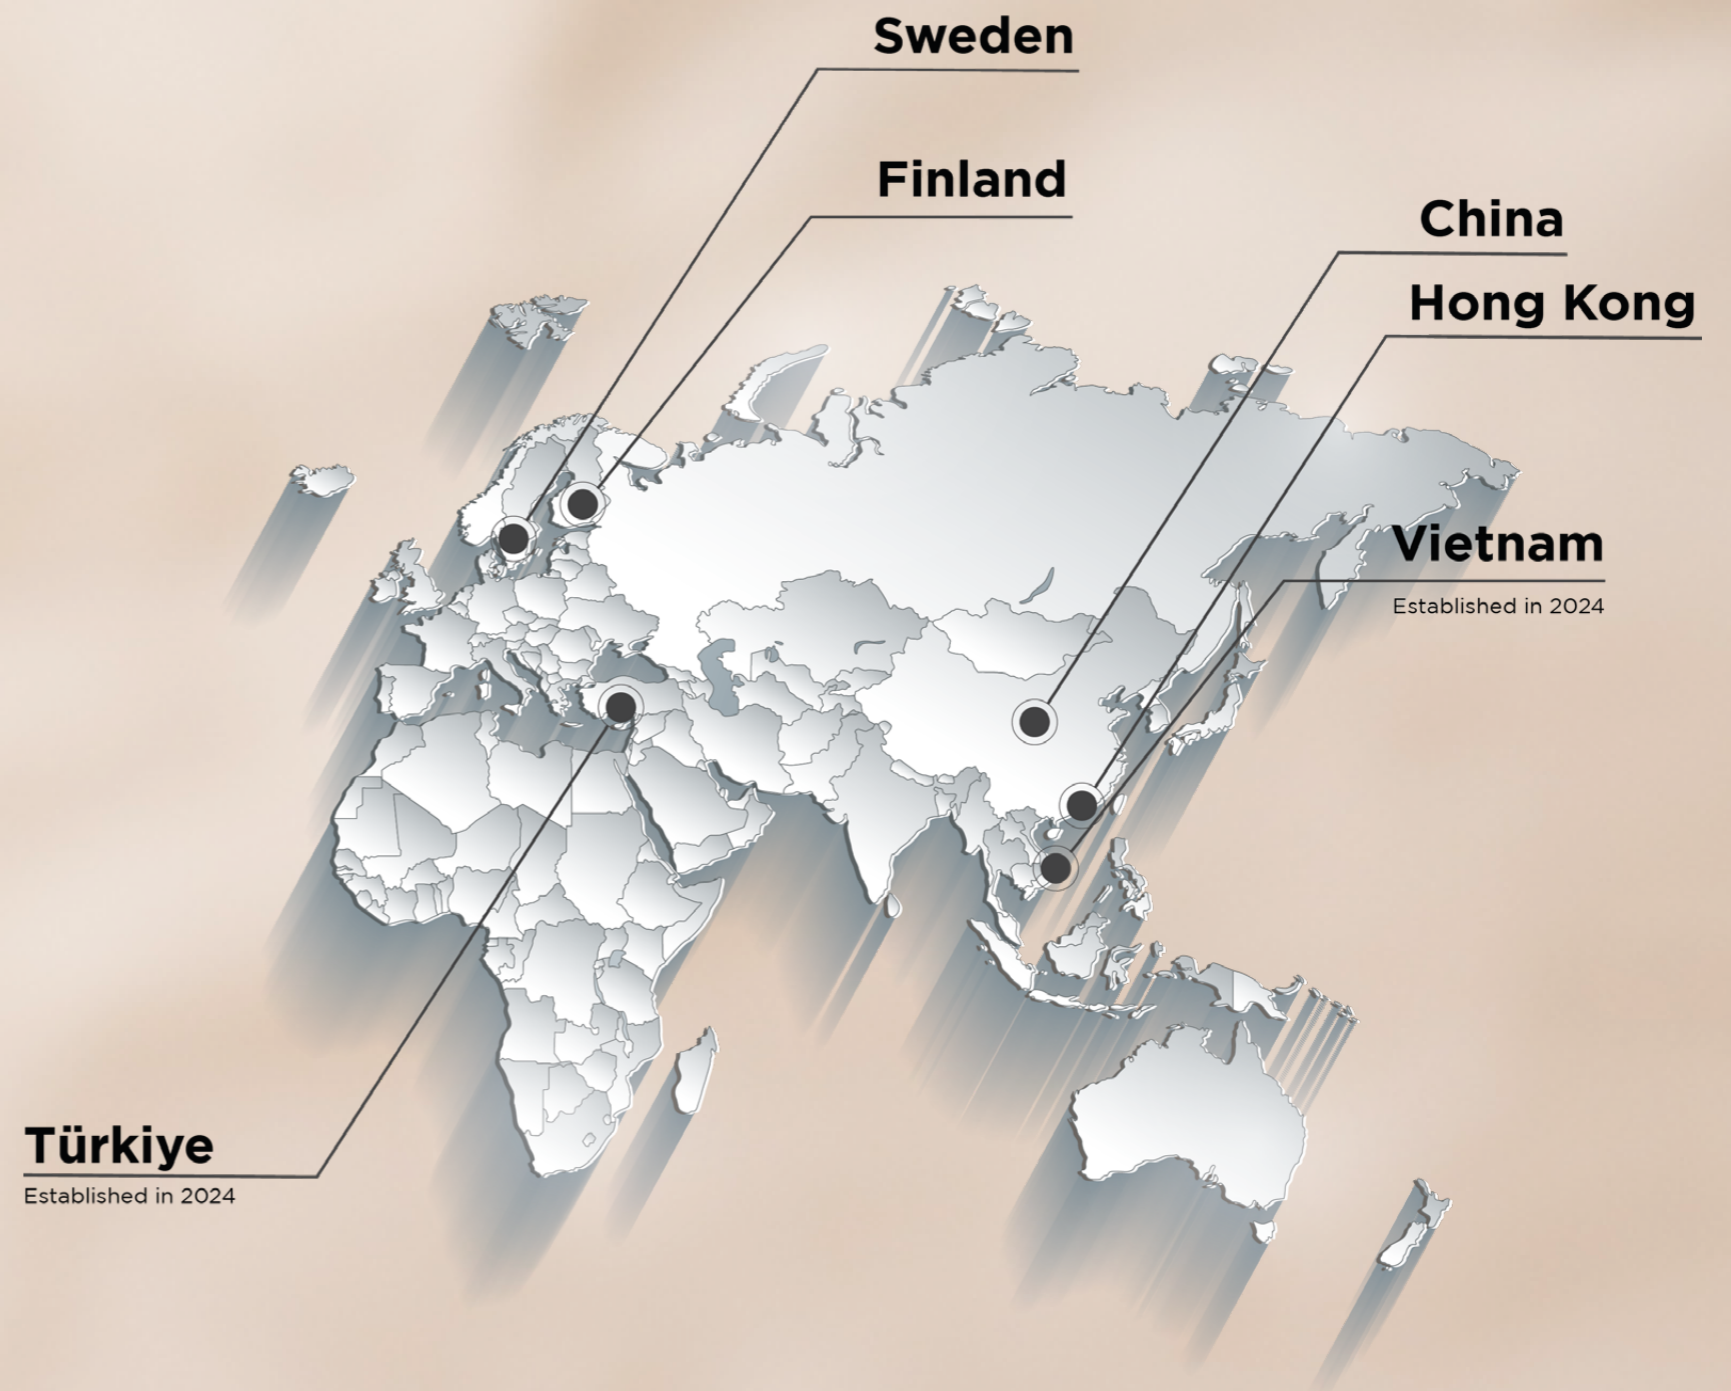 Sweden
Finland
China
Hong Kong
Vietnam
Established in 2024
Türkiye
Established in 2024